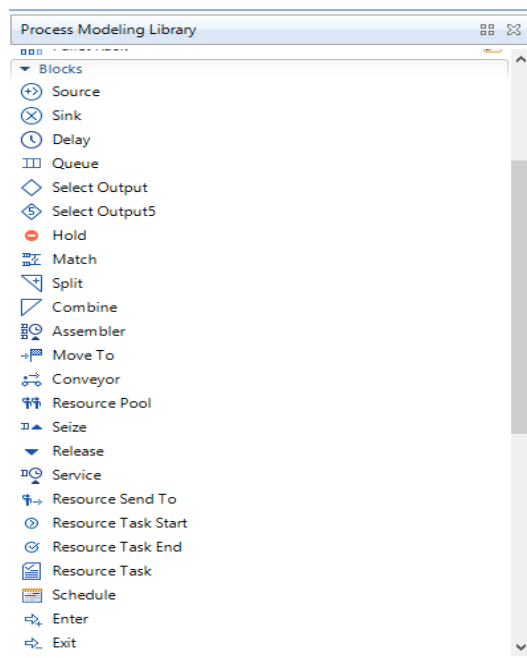 Process Modeling Library
Blocks
Source
Sink
Delay
Queue
Select Output
Select Output5
Hold
Match
Split
Combine
Assembler
Move To
Conveyor
Resource Pool
Seize
Release
Service
Resource Send To
Resource Task Start
Resource Task End
Resource Task
Schedule
Enter
Exit